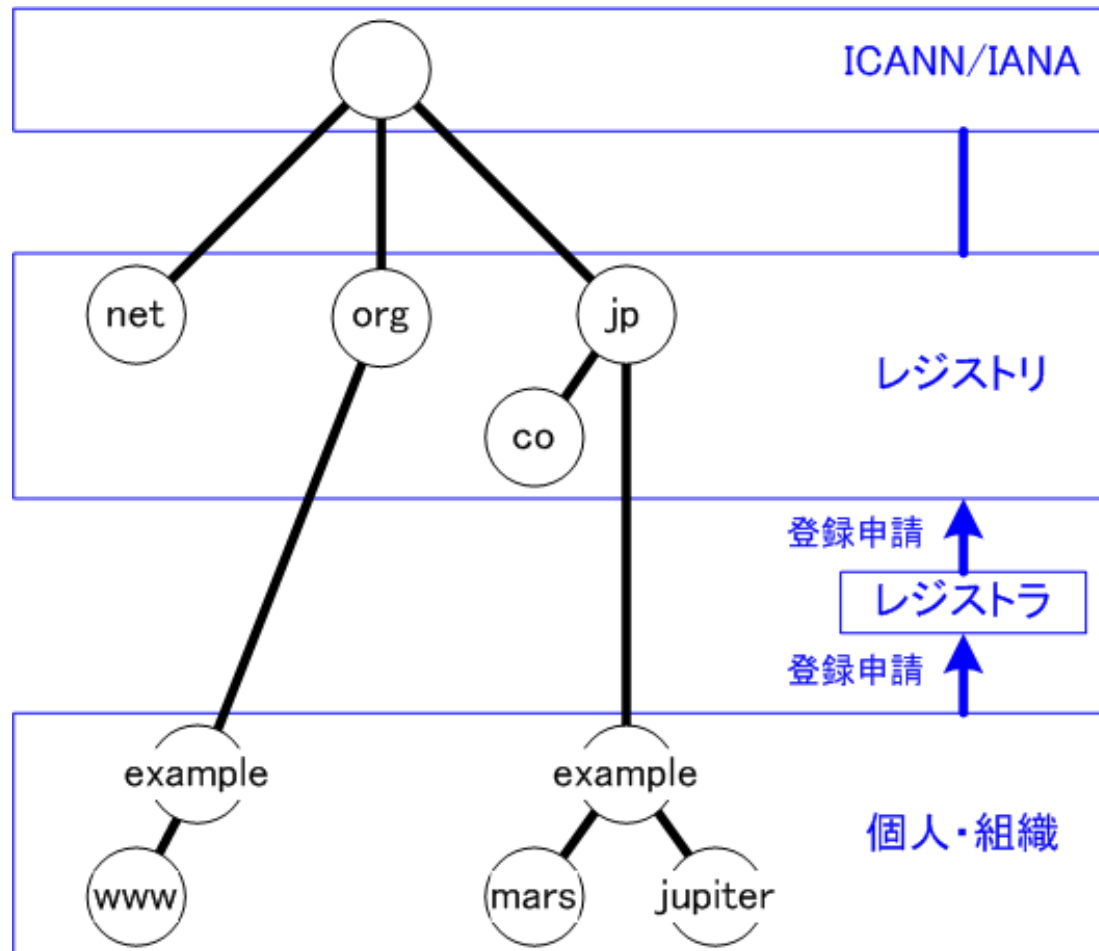 ICANN/IANA
net
org
jp
レジストリ
co
登録申請
レジストラ
登録申請
example
example
個人・組織
www
mars
jupiter